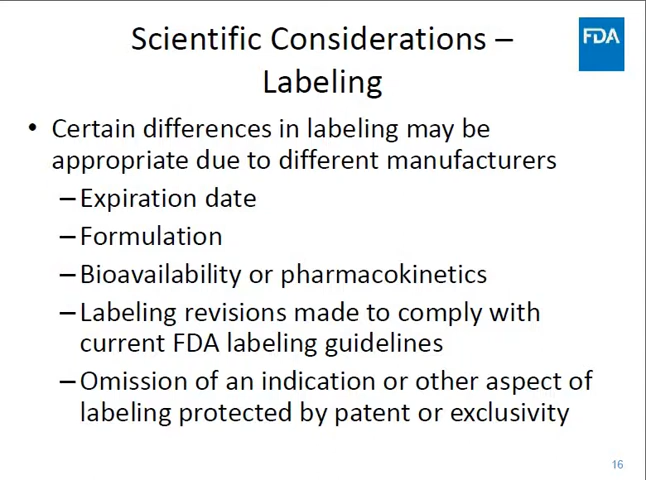 Scientific Considerations –
Labeling
FDA
• Certain differences in labeling may be
appropriate due to different manufacturers
–Expiration date
–Formulation
–Bioavailability or pharmacokinetics
–Labeling revisions made to comply with
current FDA labeling guidelines
–Omission of an indication or other aspect of
labeling protected by patent or exclusivity
16